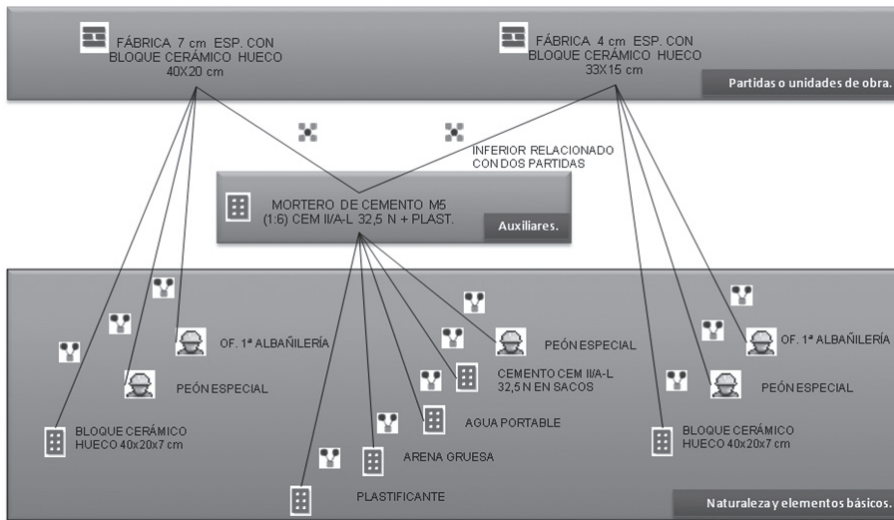 FÁBRICA 7 cm ESP. CON
BLOQUE CERÁMICO HUECO
40X20 cm
FÁBRICA 4 cm ESP. CON
BLOQUE CERÁMICO HUECO
33X15 cm
Partidas o unidades de obra.
INFERIOR RELACIONADO
CON DOS PARTIDAS
MORTERO DE CEMENTO M5
(1:6) CEM II/A-L 32,5 N + PLAST.
Auxiliares.
OF. 1ª ALBAÑILERÍA
PEÓN ESPECIAL
BLOQUE CERÁMICO
HUECO 40x20x7 cm
PEÓN ESPECIAL
CEMENTO CEM II/A-L
32,5 N EN SACOS
AGUA PORTABLE
ARENA GRUESA
PLASTIFICANTE
OF. 1ª ALBAÑILERÍA
PEÓN ESPECIAL
BLOQUE CERÁMICO
HUECO 40x20x7 cm
Naturaleza y elementos básicos.